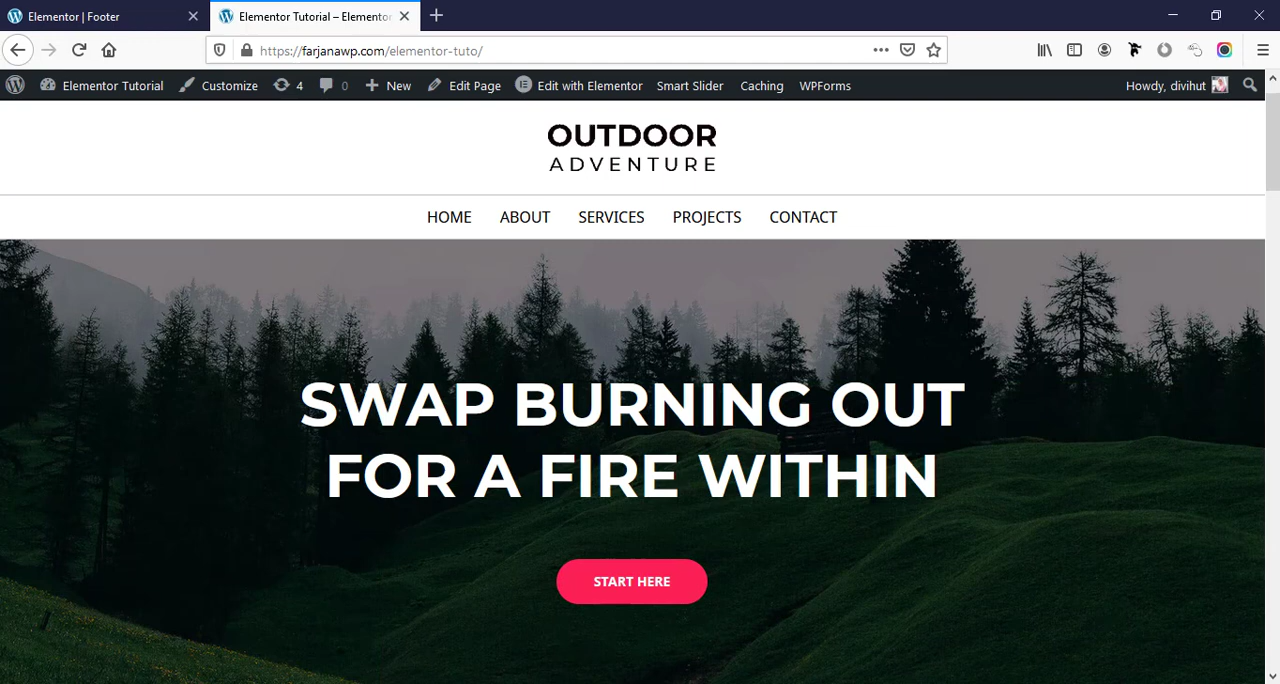 Elementor | Footer
Elementor Tutorial – Elementor
https://farjanawp.com/elementor-tuto/
Elementor Tutorial Customize 4 0 New Edit Page Edit with Elementor Smart Slider Caching WPForms Howdy, divihut
OUTDOOR
ADVENTURE
HOME ABOUT SERVICES PROJECTS CONTACT
SWAP BURNING OUT
FOR A FIRE WITHIN
START HERE